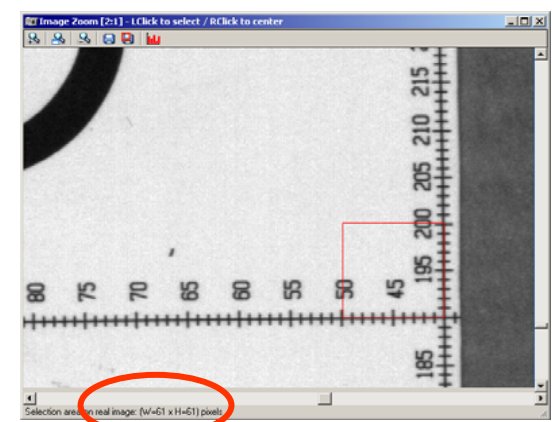 Image Zoom [2:1] - LClick to select / RClick to center
215
210
205
200
195
80 75 70 65 60 55 50 45
185
Selection area on real image: (W=61 x H=61) pixels